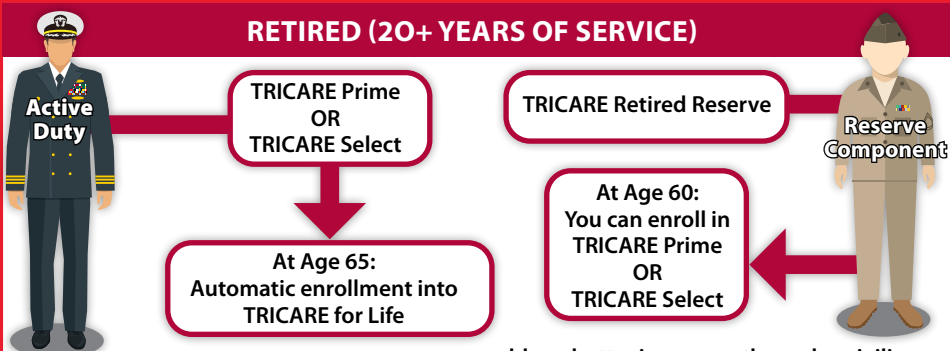 RETIRED (20+ YEARS OF SERVICE)
Active
Duty
TRICARE Prime
OR
TRICARE Select
At Age 65:
Automatic enrollment into
TRICARE for Life
TRICARE Retired Reserve
Reserve
Component
At Age 60:
You can enroll in
TRICARE Prime
OR
TRICARE Select